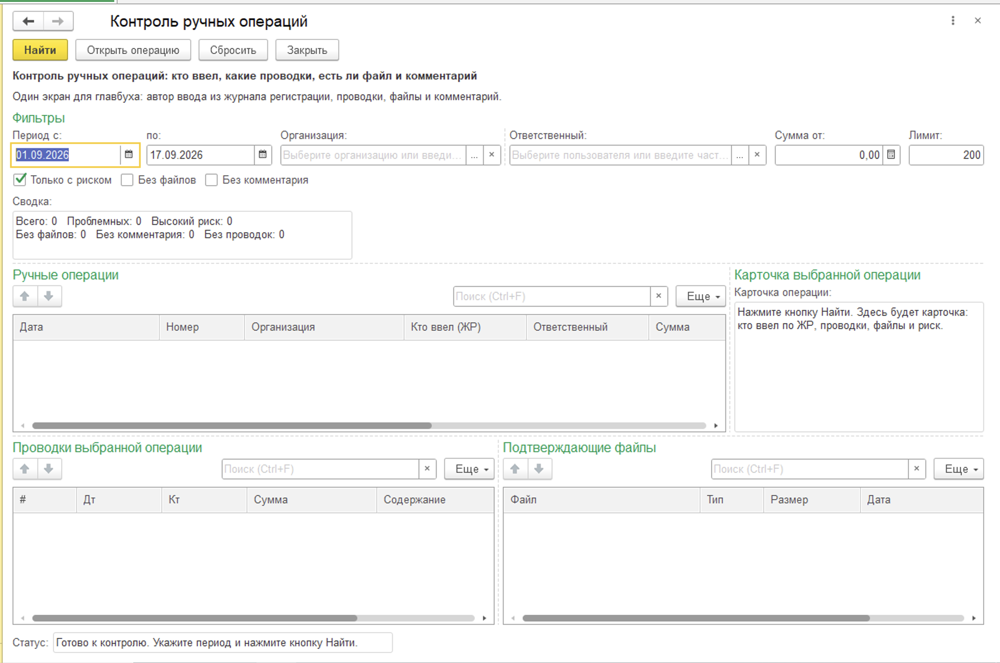 Контроль ручных операций
Найти Открыть операцию Сбросить Закрыть
Контроль ручных операций: кто ввел, какие проводки, есть ли файл и комментарий
Один экран для главбуха: автор ввода из журнала регистрации, проводки, файлы и комментарий.
Фильтры
Период с: по: Организация: Ответственный: Сумма от: Лимит:
01.09.2026 17.09.2026 Выберите организацию или введи... ... × Выберите пользователя или введите част... ... × 0,00 200
Только с риском Без файлов Без комментария
Сводка:
Всего: 0 Проблемных: 0 Высокий риск: 0
Без файлов: 0 Без комментария: 0 Без проводок: 0
Ручные операции
Поиск (Ctrl+F) × Еще
Дата Номер Организация Кто ввел (ЖР) Ответственный Сумма
Карточка выбранной операции
Карточка операции:
Нажмите кнопку Найти. Здесь будет карточка:
кто ввел по ЖР, проводки, файлы и риск.
Проводки выбранной операции
Поиск (Ctrl+F) × Еще
# Дт Кт Сумма Содержание
Подтверждающие файлы
Поиск (Ctrl+F) × Еще
Файл Тип Размер Дата
Статус: Готово к контролю. Укажите период и нажмите кнопку Найти.